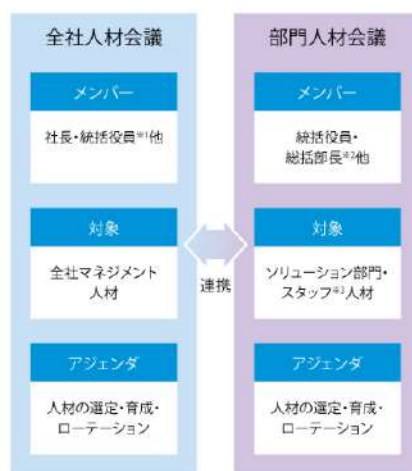 全社人材会議
メンバー
社長・統括役員※1他
対象
全社マネジメント
人材
アジェンダ
人材の選定・育成・
ローテーション
連携
部門人材会議
メンバー
統括役員・
総括部長※2他
対象
ソリューション部門・
スタッフ※3人材
アジェンダ
人材の選定・育成・
ローテーション